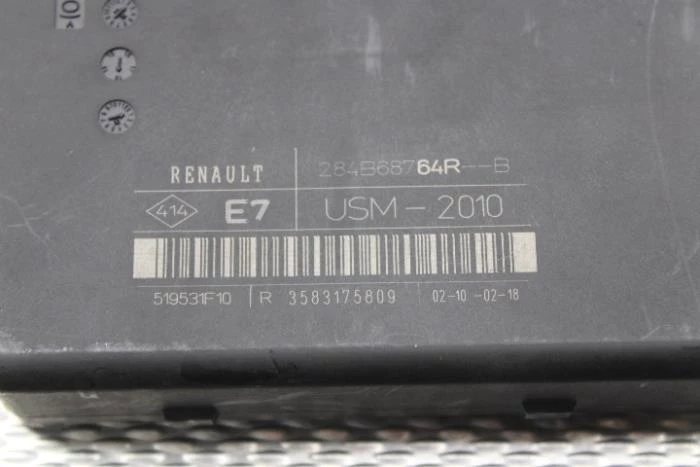 RENAULT 284B68764R--B
414 E7 USM-2010
519531F10 R 3583175809 02-10-02-18